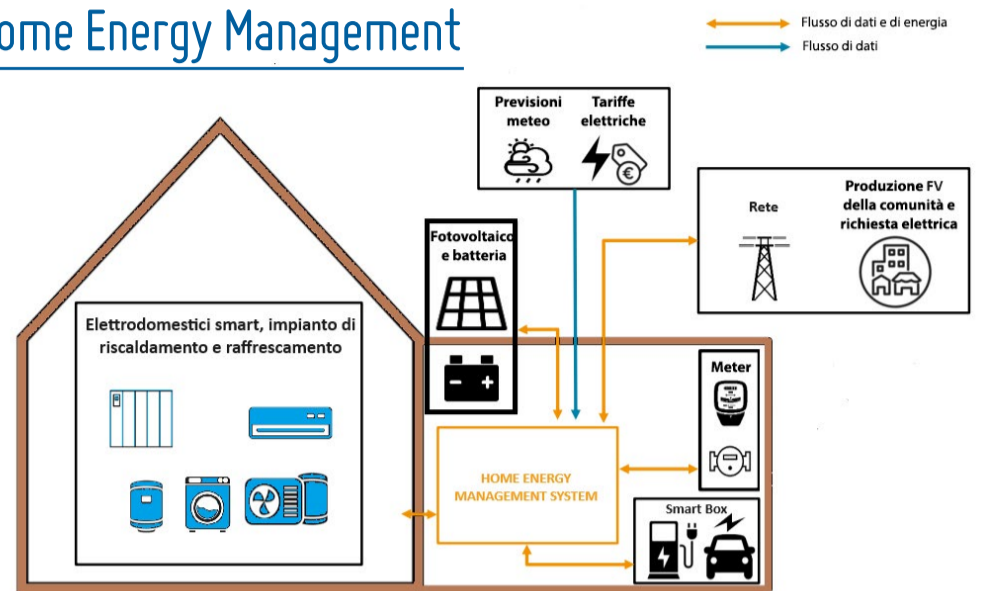 ome Energy Management
Flusso di dati e di energia
Flusso di dati
Previsioni
meteo
Tariffe
elettriche
€
Rete
Produzione FV
della comunità e
richiesta elettrica
Fotovoltaico
e batteria
Elettrodomestici smart, impianto di
riscaldamento e raffrescamento
Meter
HOME ENERGY
MANAGEMENT SYSTEM
Smart Box